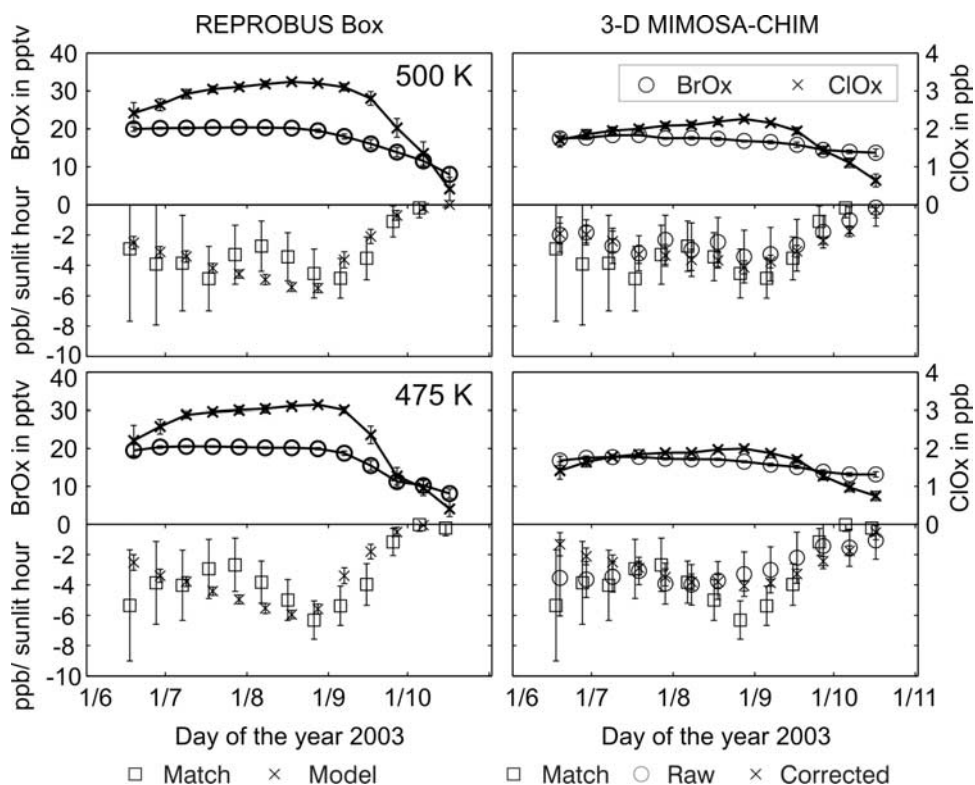 REPROBUS Box
3-D MIMOSA-CHIM
BrOx in pptv
40
30
20
10
0
500 K
BrOx
ClOx
4
3
2
1
0
ClOx in ppb
ppb/ sunlit hour
-2
-4
-6
-8
-10
BrOx in pptv
40
30
20
10
0
475 K
4
3
2
1
0
ClOx in ppb
ppb/ sunlit hour
-2
-4
-6
-8
-10
1/6
1/7
1/8
1/9
1/10
1/6
1/7
1/8
1/9
1/10
1/11
Day of the year 2003
Day of the year 2003
Match
Model
Match
Raw
Corrected